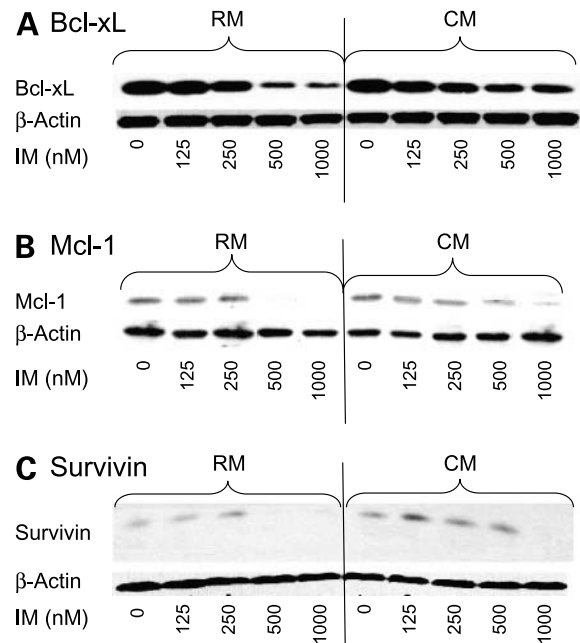 A Bcl-xL
RM CM
Bcl-xL
β-Actin
IM (nM) 0 125 250 500 1000 0 125 250 500 1000
B Mcl-1
RM CM
Mcl-1
β-Actin
IM (nM) 0 125 250 500 1000 0 125 250 500 1000
C Survivin
RM CM
Survivin
β-Actin
IM (nM) 0 125 250 500 1000 0 125 250 500 1000